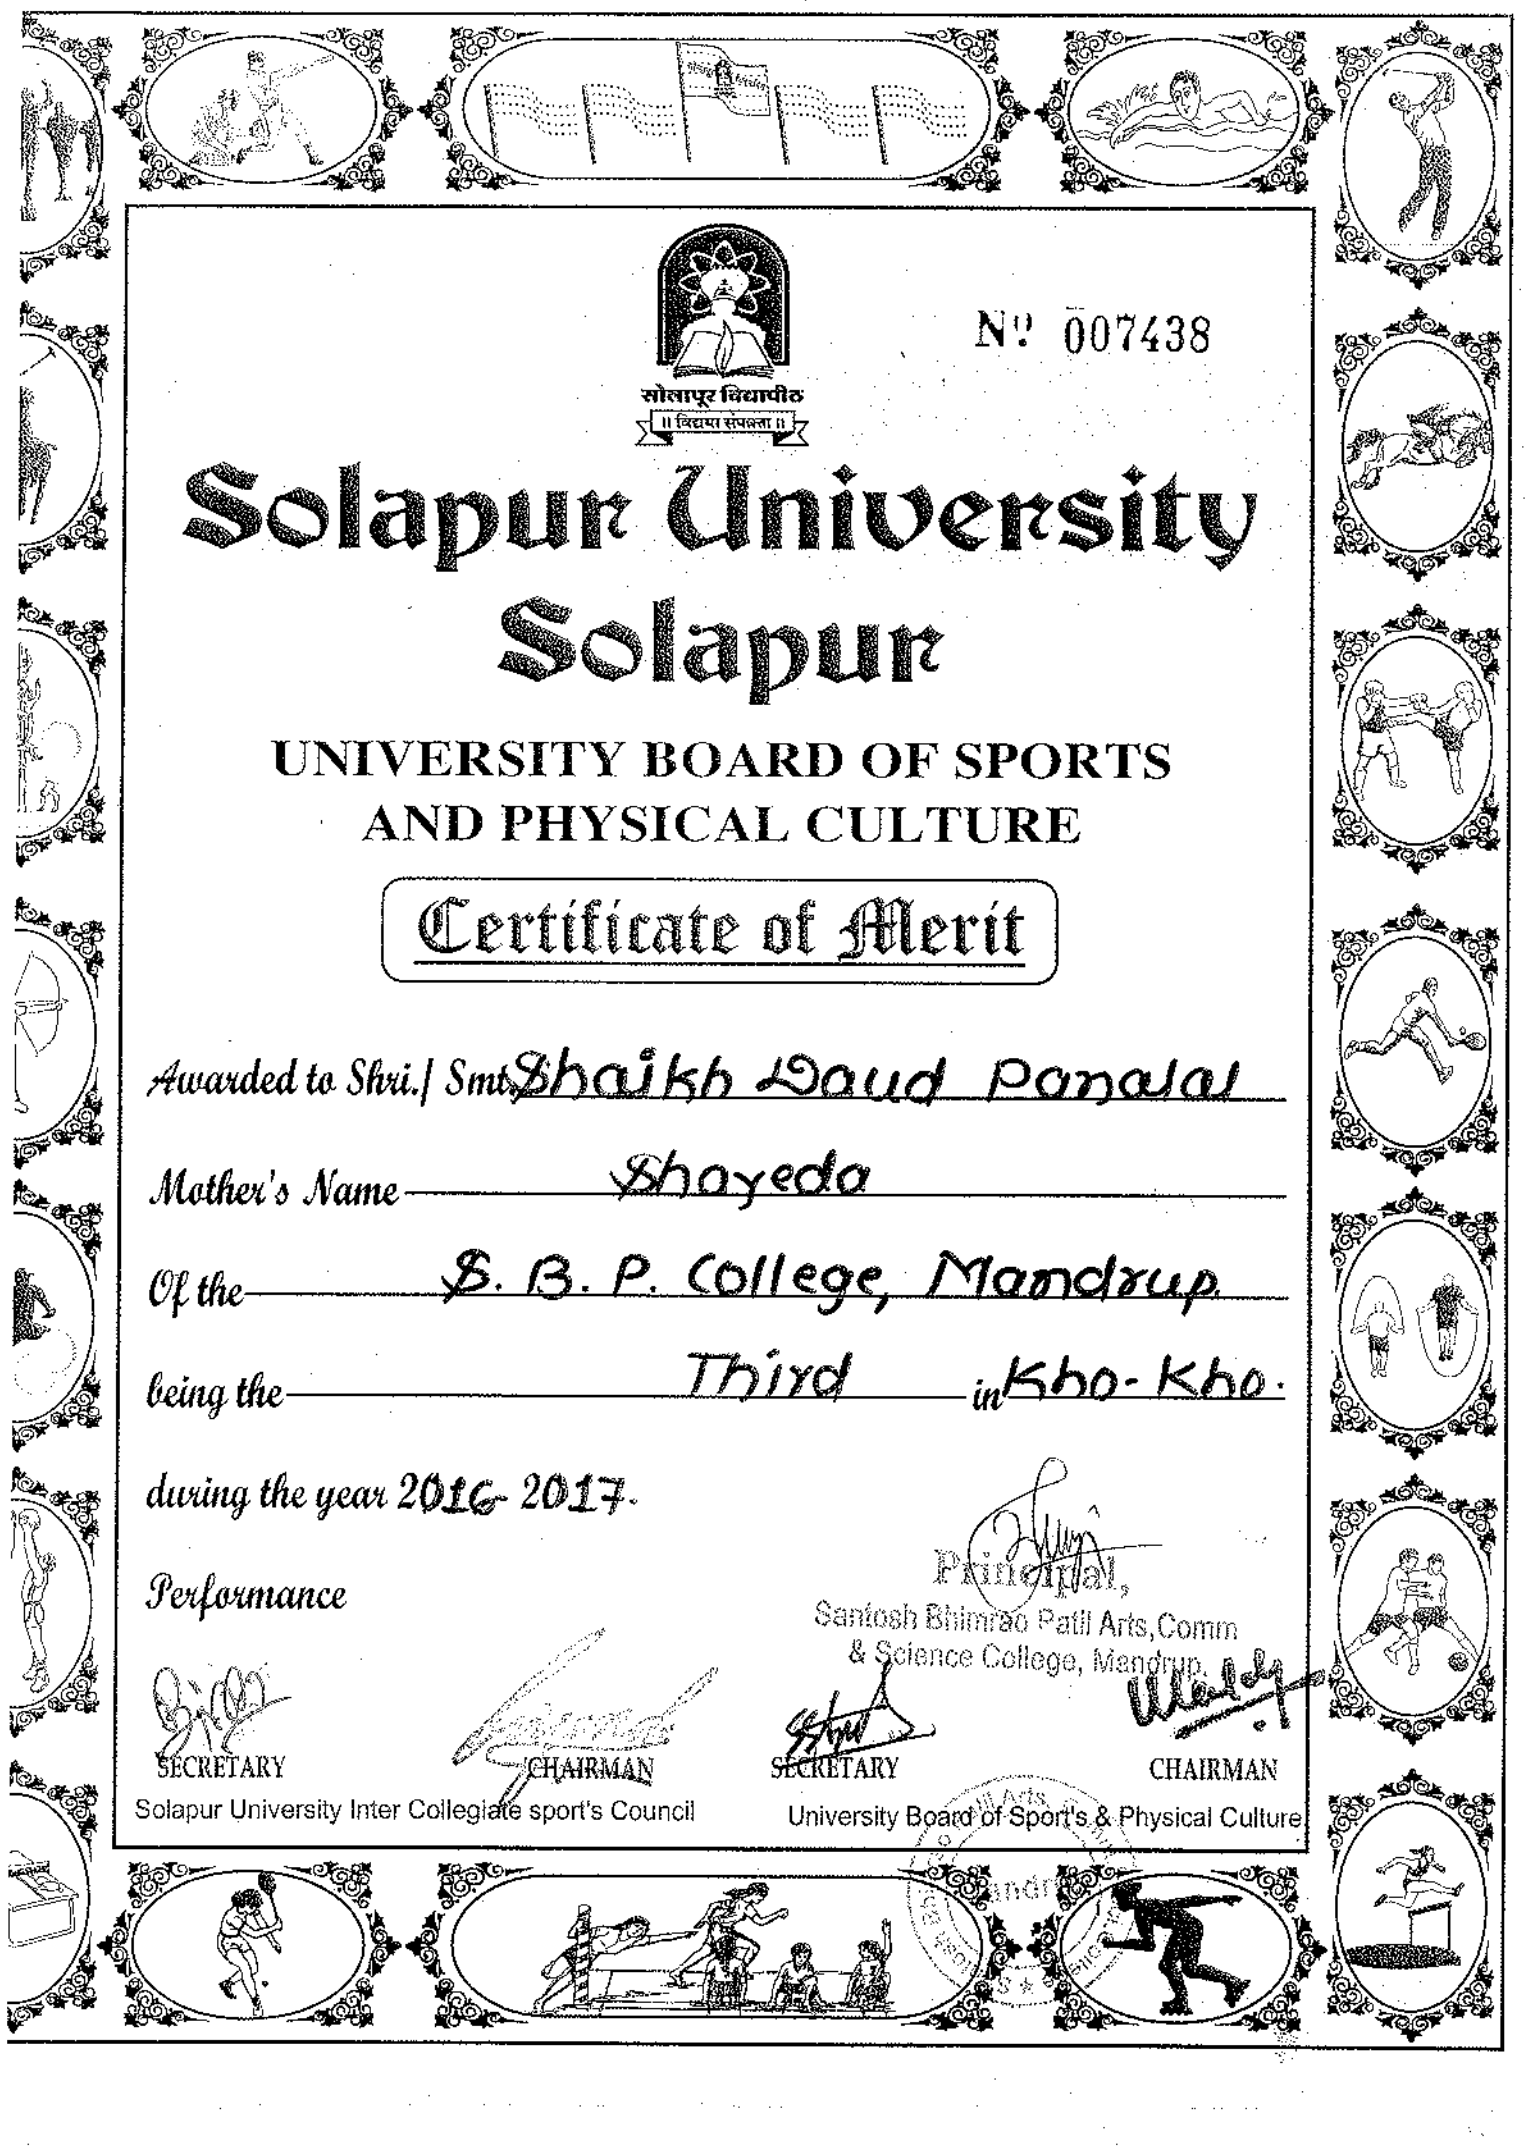 सोलापूर विद्यापीठ
॥ विद्यया संपन्नता ॥
Nº 007438
Solapur University
Solapur
UNIVERSITY BOARD OF SPORTS
AND PHYSICAL CULTURE
Certificate of Merit
Awarded to Shri./ Smt. Shaikh Daud Panalal
Mother's Name Shayeda
Of the S. B. P. College, Mandrup.
being the Third in Kho-Kho.
during the year 2016-2017.
Performance
Principal,
Santosh Bhimrao Patil Arts,Comm
& Science College, Mandrup.
SECRETARY CHAIRMAN SECRETARY CHAIRMAN
Solapur University Inter Collegiate sport's Council University Board of Sport's & Physical Culture